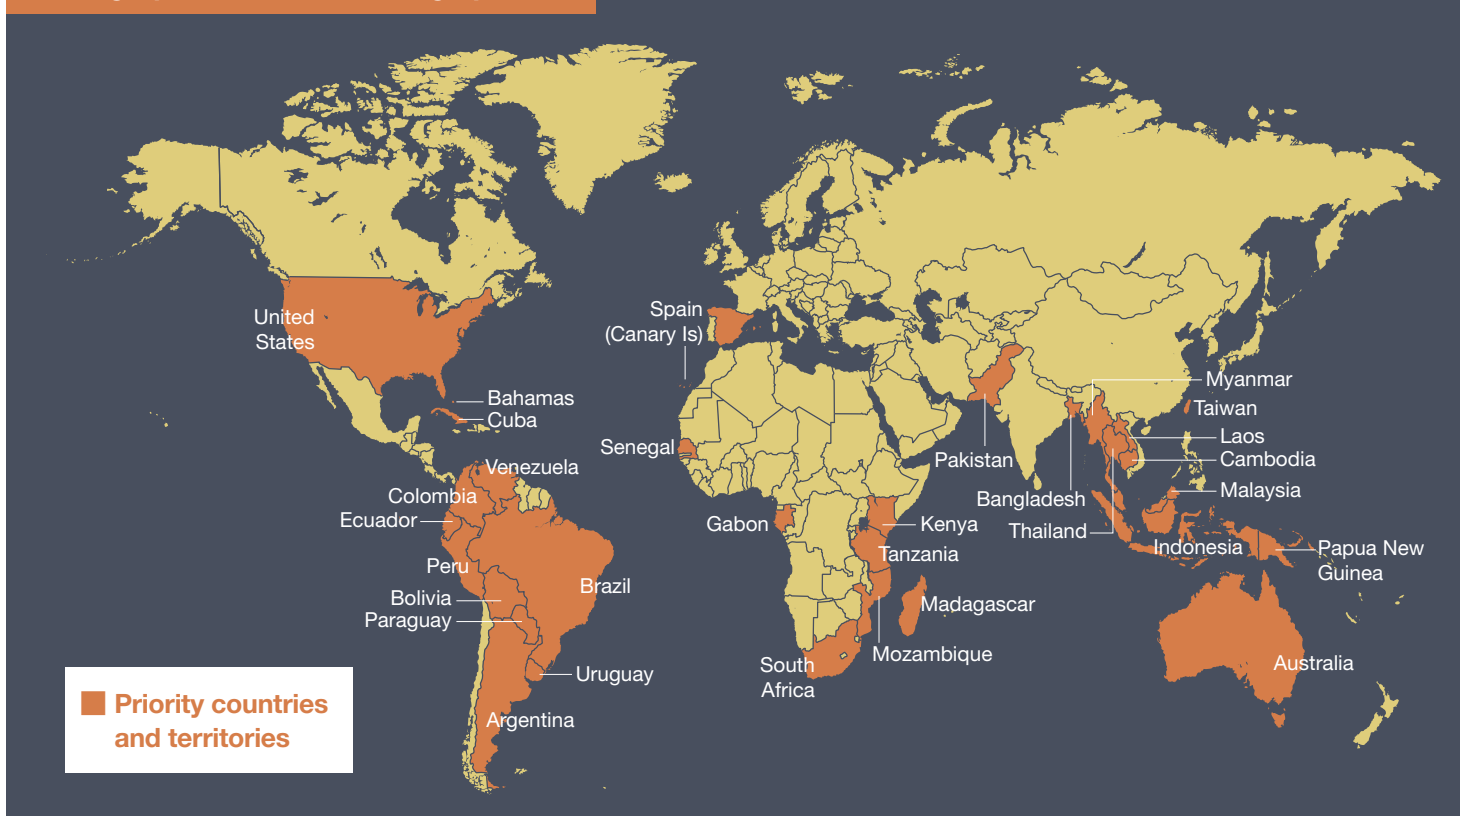 United
States
Spain
(Canary Is)
Bahamas
Cuba
Myanmar
Taiwan
Laos
Cambodia
Malaysia
Senegal
Pakistan
Bangladesh
Thailand
Venezuela
Colombia
Ecuador
Gabon
Kenya
Tanzania
Indonesia
Papua New
Guinea
Peru
Brazil
Bolivia
Paraguay
Madagascar
Mozambique
South
Africa
Uruguay
Australia
Argentina
Priority countries
and territories